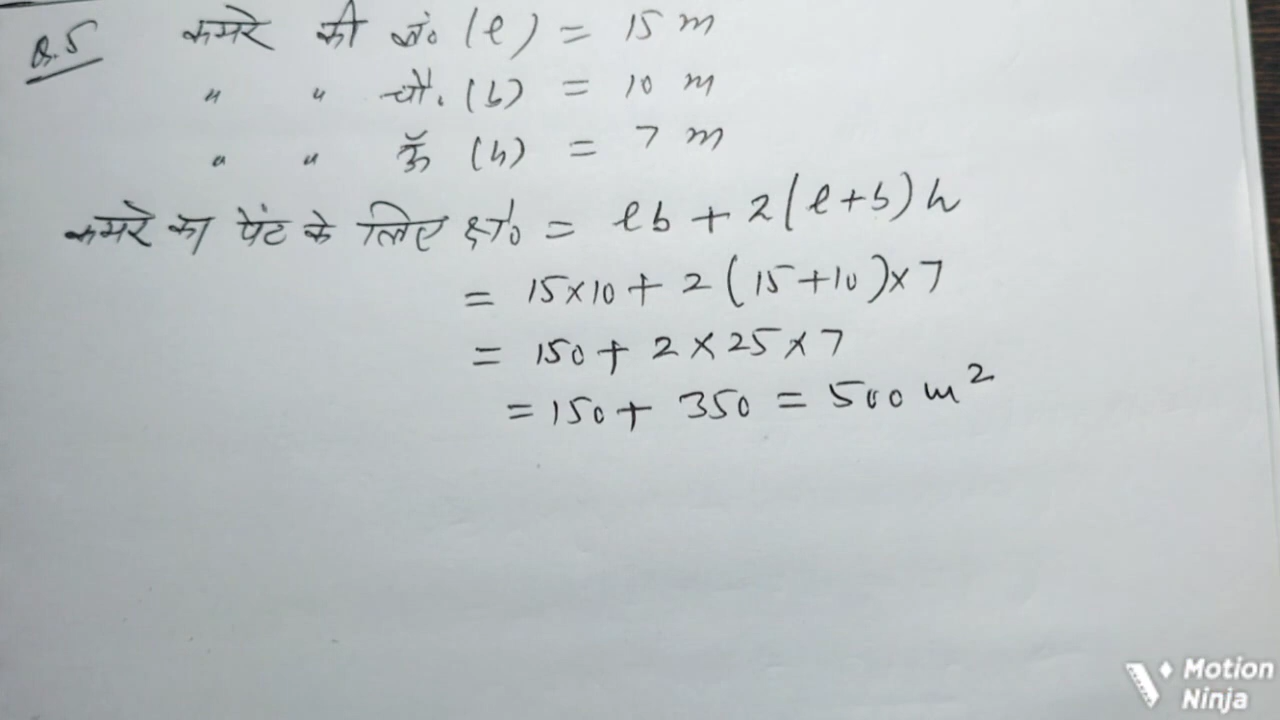 Q.5 कमरे की लं० (l) = 15 m
" " चौ. (b) = 10 m
" " ऊँ (h) = 7 m
कमरे का पेंट के लिए क्षे० = lb + 2(l+b)h
= 15×10 + 2(15+10)×7
= 150 + 2×25×7
= 150 + 350 = 500 m²
Motion
Ninja